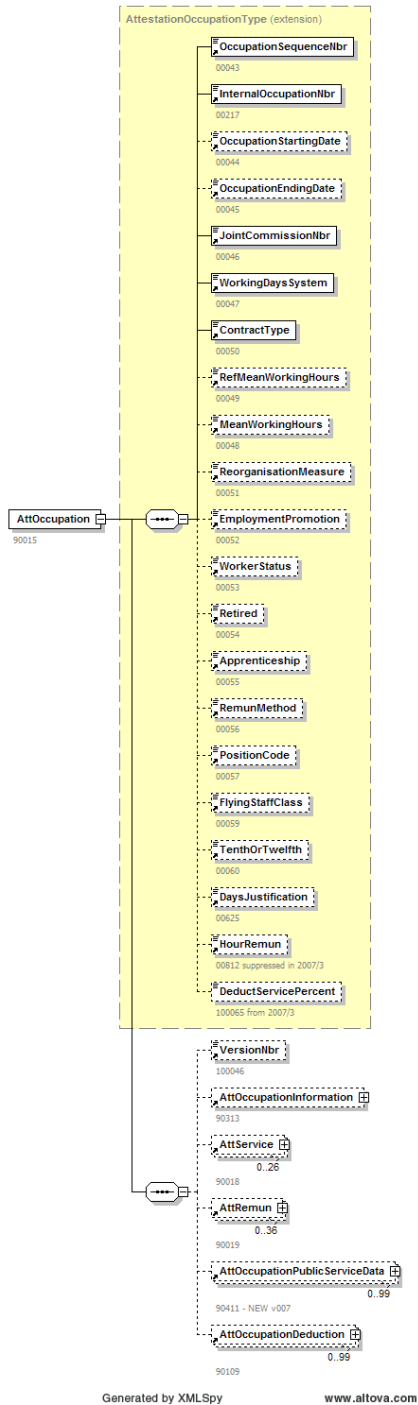 AttestationOccupationType (extension)
OccupationSequenceNbr
00043
InternalOccupationNbr
00217
OccupationStartingDate
00044
OccupationEndingDate
00045
JointCommissionNbr
00046
WorkingDaysSystem
00047
ContractType
00050
RefMeanWorkingHours
00049
MeanWorkingHours
00048
ReorganisationMeasure
00051
AttOccupation
90015
EmploymentPromotion
00052
WorkerStatus
00053
Retired
00054
Apprenticeship
00055
RemunMethod
00056
PositionCode
00057
FlyingStaffClass
00059
TenthOrTwelfth
00060
DaysJustification
00625
HourRemun
00812 suppressed in 2007/3
DeductServicePercent
100065 from 2007/3
VersionNbr
100046
AttOccupationInformation
90313
AttService
0..26
90018
AttRemun
0..36
90019
AttOccupationPublicServiceData
0..99
90411 - NEW v007
AttOccupationDeduction
0..99
90109
Generated by XMLSpy www.altova.com